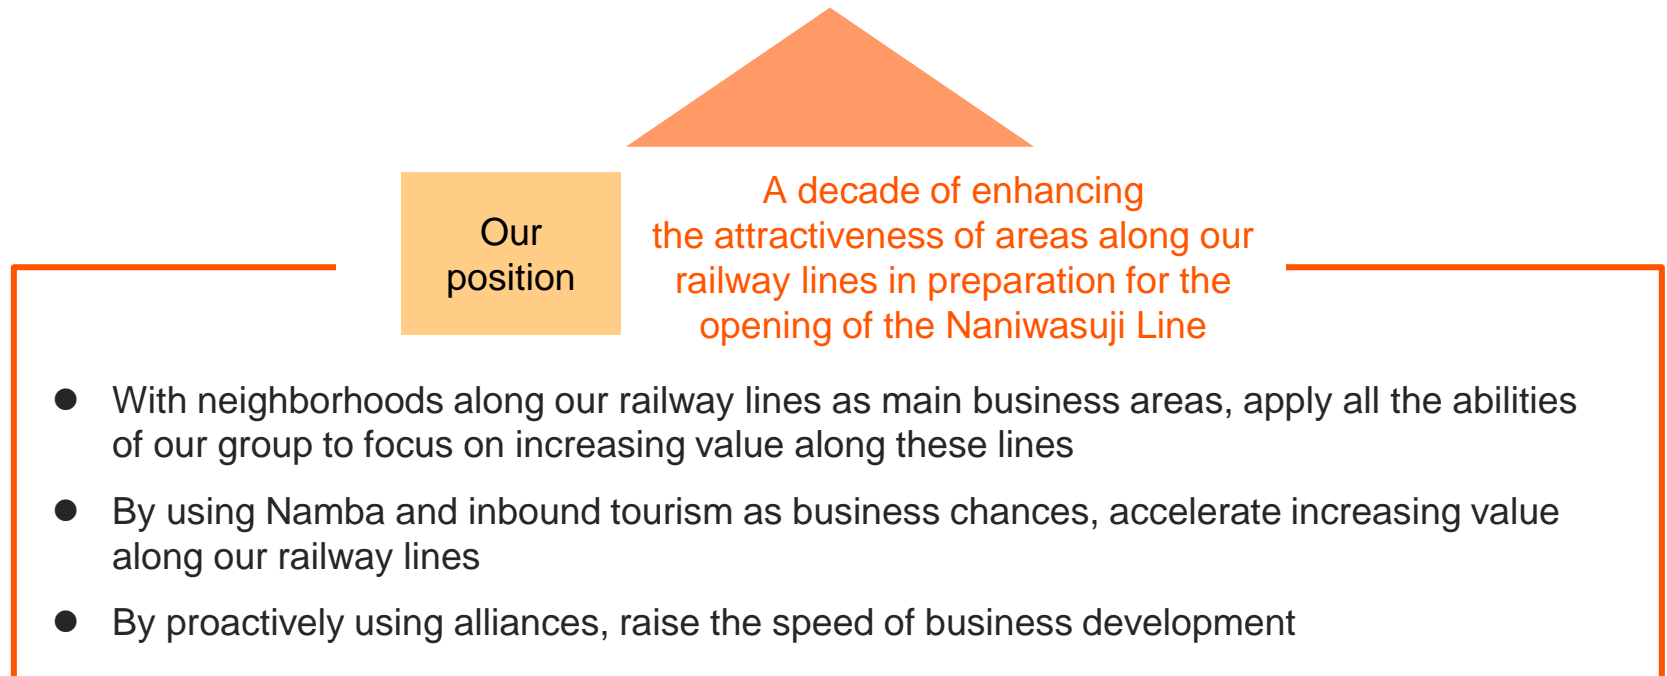 Our
position
A decade of enhancing
the attractiveness of areas along our
railway lines in preparation for the
opening of the Naniwasuji Line
● With neighborhoods along our railway lines as main business areas, apply all the abilities
of our group to focus on increasing value along these lines
● By using Namba and inbound tourism as business chances, accelerate increasing value
along our railway lines
● By proactively using alliances, raise the speed of business development